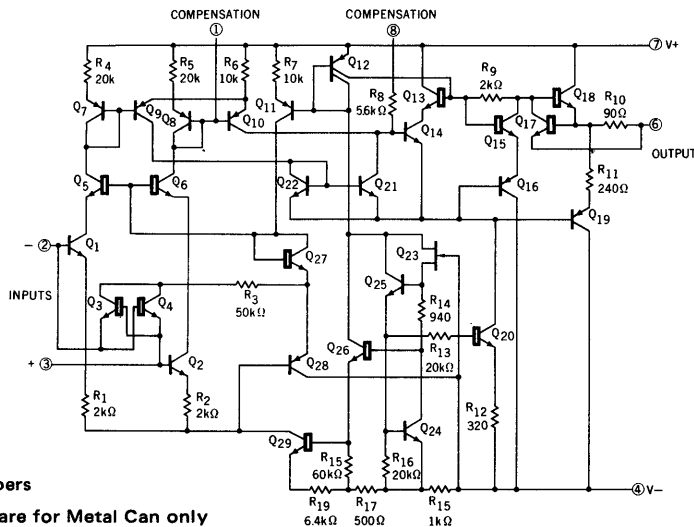 COMPENSATION
①
COMPENSATION
⑧
⑦ V+
R4
20k
R5
20k
R6
10k
R7
10k
Q12
R8
5.6kΩ
Q13
R9
2kΩ
Q18
Q7
Q9
Q8
Q10
Q11
Q14
Q15
Q17
R10
90Ω
⑥
OUTPUT
Q5
Q6
Q22
Q21
Q16
R11
240Ω
Q19
− ②
Q1
Q27
Q23
Q25
INPUTS
Q3
Q4
R3
50kΩ
R14
940
Q20
R13
20kΩ
+ ③
Q2
Q28
Q26
R1
2kΩ
R2
2kΩ
R12
320
Q29
Q24
R15
60kΩ
R16
20kΩ
④ V−
R19
6.4kΩ
R17
500Ω
R15
1kΩ
bers
are for Metal Can only